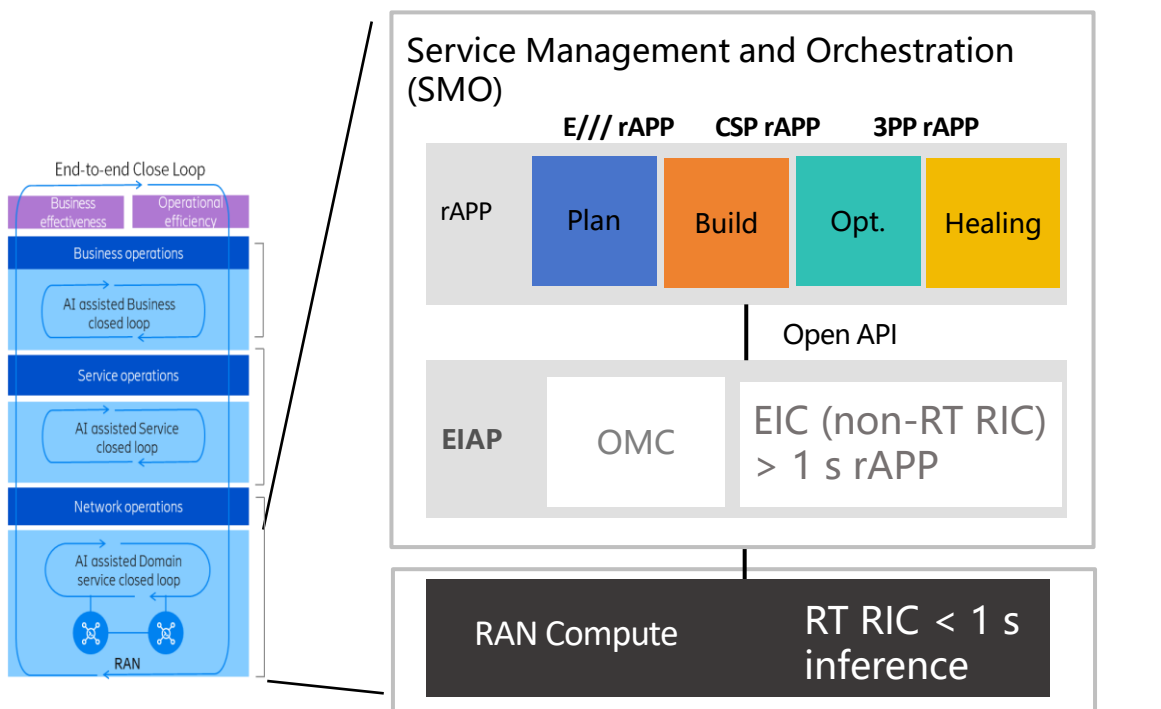 End-to-end Close Loop
Business
effectiveness
Operational
efficiency
Business operations
AI assisted Business
closed loop
Service operations
AI assisted Service
closed loop
Network operations
AI assisted Domain
service closed loop
RAN
Service Management and Orchestration
(SMO)
E/// rAPP
CSP rAPP
3PP rAPP
rAPP
Plan
Build
Opt.
Healing
Open API
EIAP
OMC
EIC (non-RT RIC)
> 1 s rAPP
RAN Compute
RT RIC < 1 s
inference